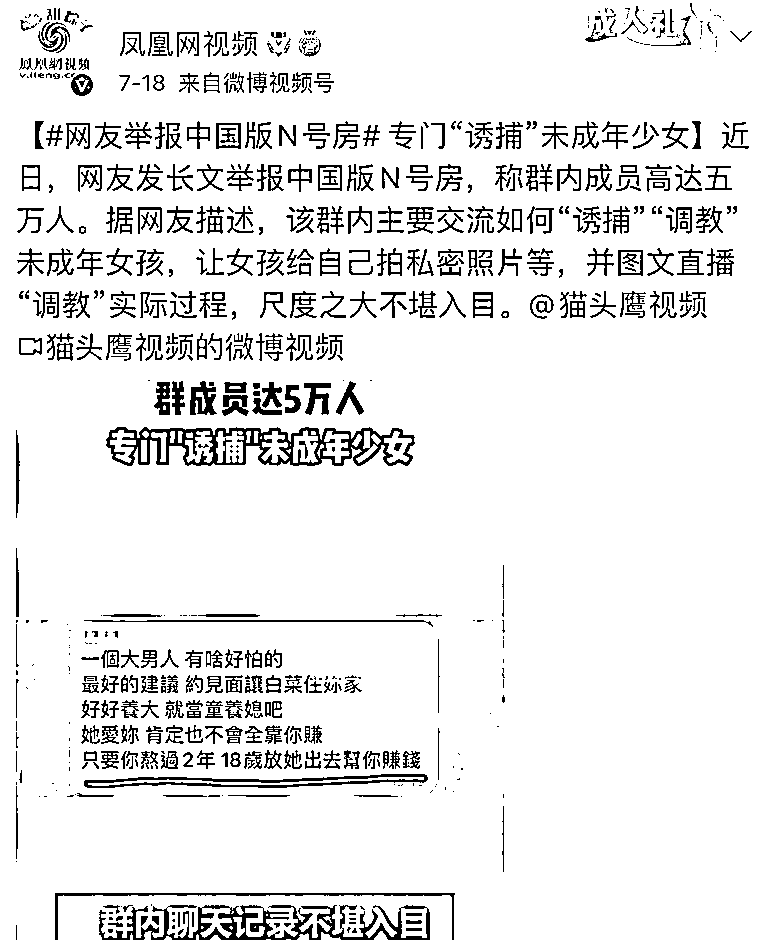 凤凰网视频
鳳凰網視頻
7-18 来自微博视频号
【#网友举报中国版N号房# 专门“诱捕”未成年少女】近
日，网友发长文举报中国版N号房，称群内成员高达五
万人。据网友描述，该群内主要交流如何“诱捕”“调教”
未成年女孩，让女孩给自己拍私密照片等，并图文直播
“调教”实际过程，尺度之大不堪入目。@猫头鹰视频
猫头鹰视频的微博视频
群成员达5万人
专门"诱捕"未成年少女
一個大男人 有啥好怕的
最好的建議 約見面讓白菜住妳家
好好養大 就當童養媳吧
她愛妳 肯定也不會全靠你賺
只要你熬過2年 18歲放她出去幫你賺錢
群内聊天记录不堪入目